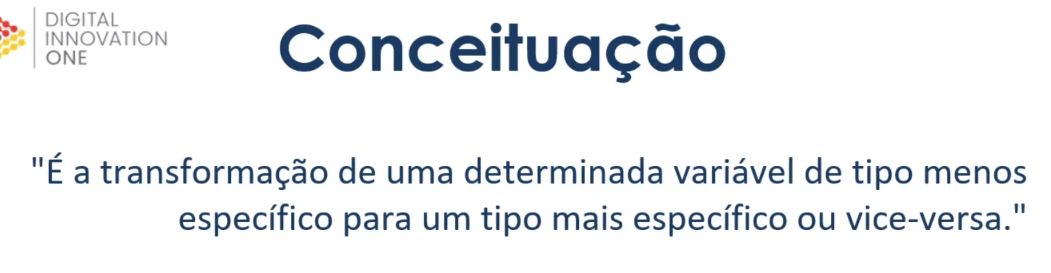 DIGITAL
INNOVATION
ONE
Conceituação
"É a transformação de uma determinada variável de tipo menos
específico para um tipo mais específico ou vice-versa."